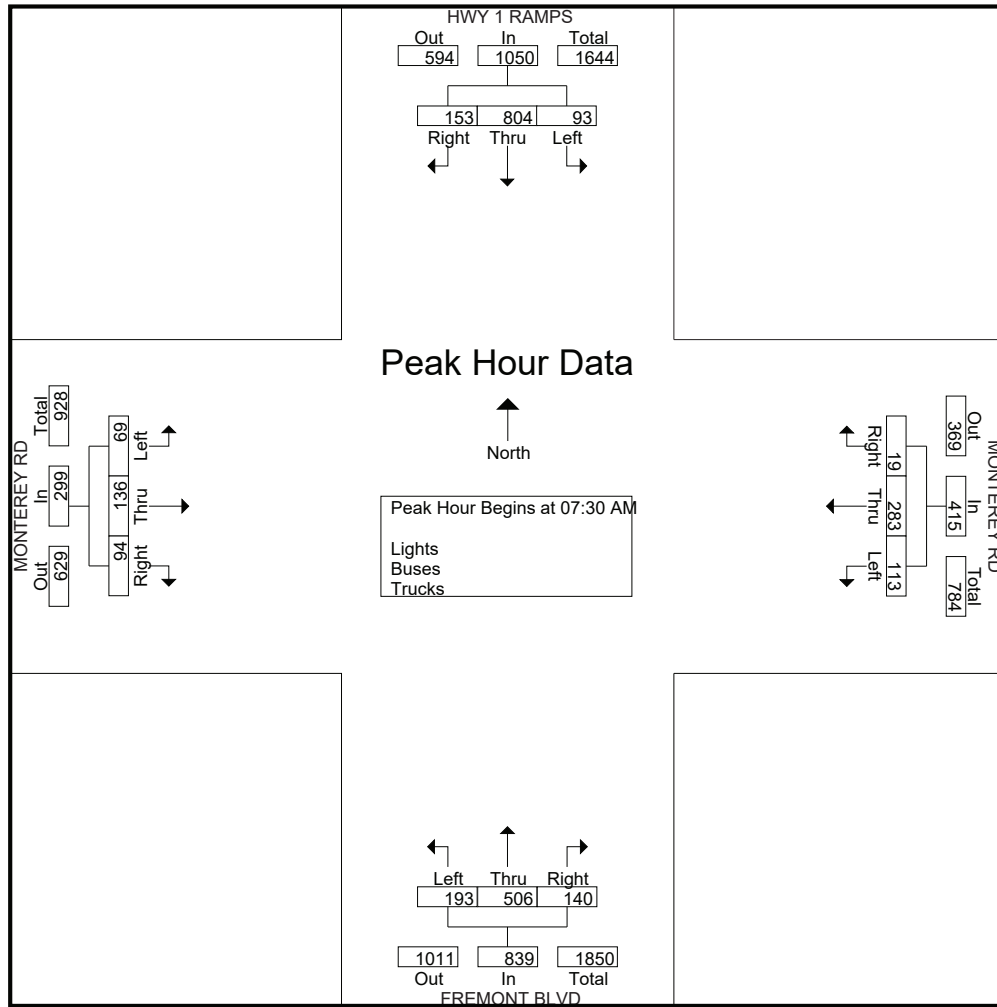 HWY 1 RAMPS
Out In Total
594 1050 1644
153 804 93
Right Thru Left
Peak Hour Data
North
Peak Hour Begins at 07:30 AM
Lights
Buses
Trucks
MONTEREY RD
Out In Total
629 299 928
69 136 94
Left Thru Right
MONTEREY RD
Out In Total
369 415 784
19 283 113
Right Thru Left
Left Thru Right
193 506 140
1011 839 1850
Out In Total
FREMONT BLVD